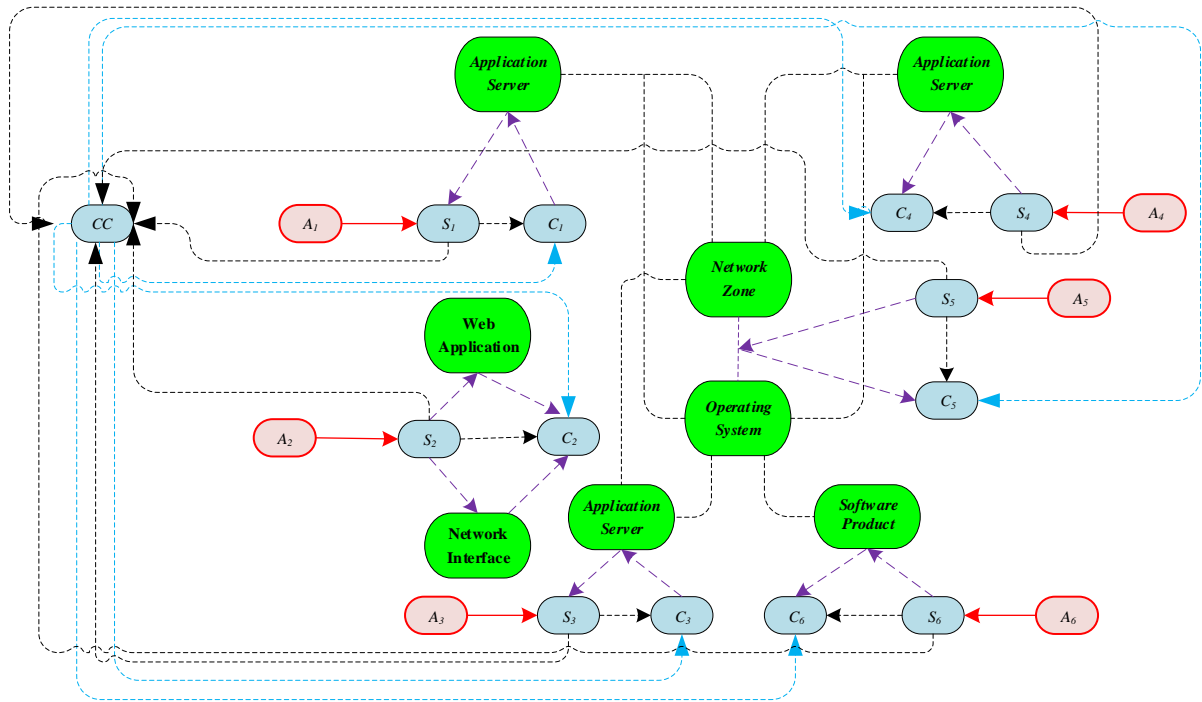 Application
Server
Application
Server
CC
A₁
S₁
C₁
C₄
S₄
A₄
Network
Zone
S₅
A₅
Web
Application
C₅
Operating
System
A₂
S₂
C₂
Application
Server
Software
Product
Network
Interface
A₃
S₃
C₃
C₆
S₆
A₆